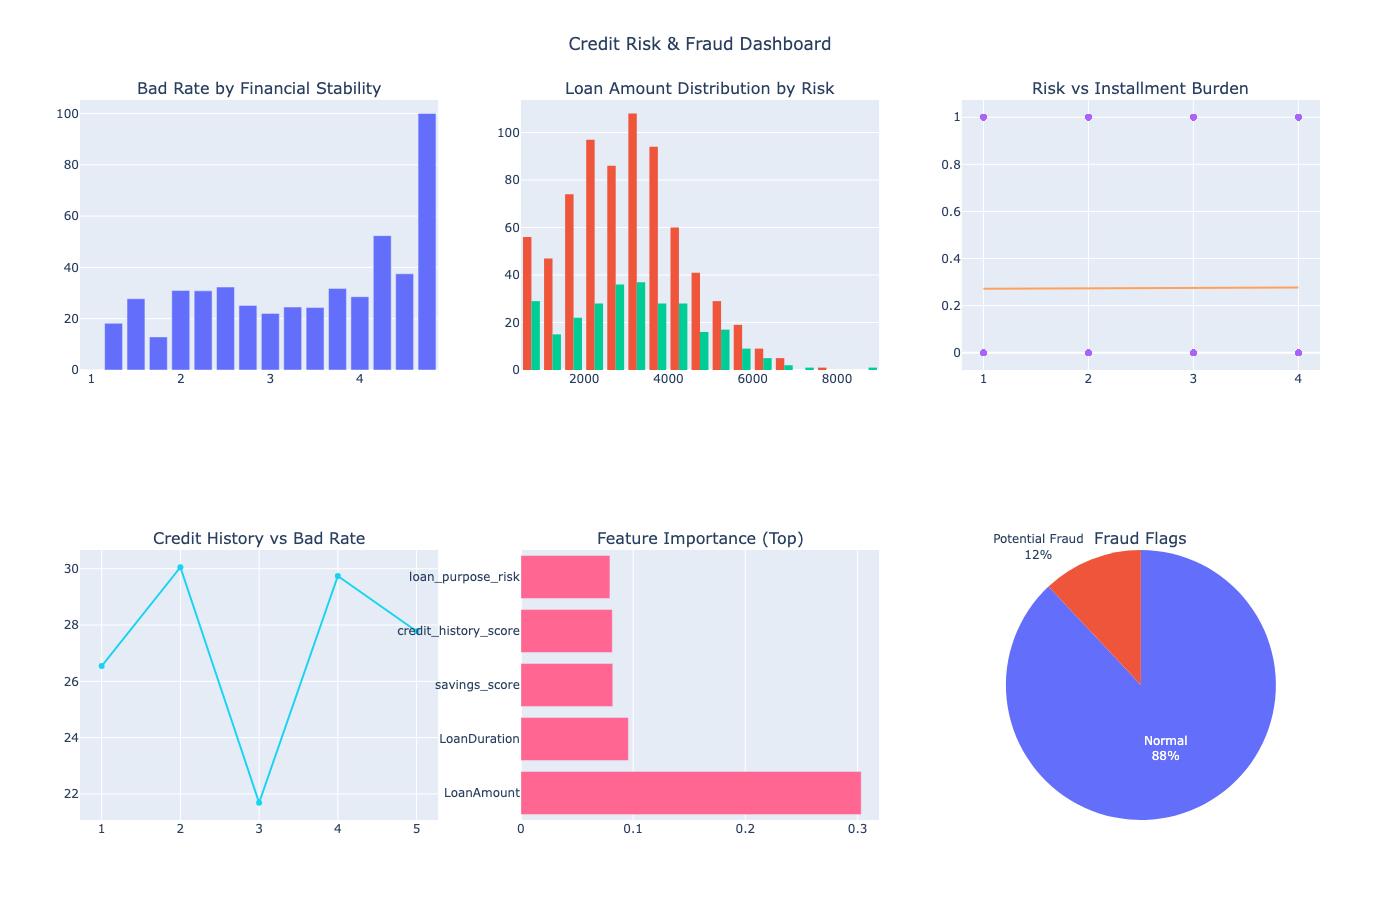 Credit Risk & Fraud Dashboard
Bad Rate by Financial Stability
100
80
60
40
20
0
1 2 3 4
Loan Amount Distribution by Risk
100
80
60
40
20
0
2000 4000 6000 8000
Risk vs Installment Burden
1
0.8
0.6
0.4
0.2
0
1 2 3 4
Credit History vs Bad Rate
30
28
26
24
22
1 2 3 4 5
Feature Importance (Top)
loan_purpose_risk
credit_history_score
savings_score
LoanDuration
LoanAmount
0 0.1 0.2 0.3
Fraud Flags
Potential Fraud
12%
Normal
88%